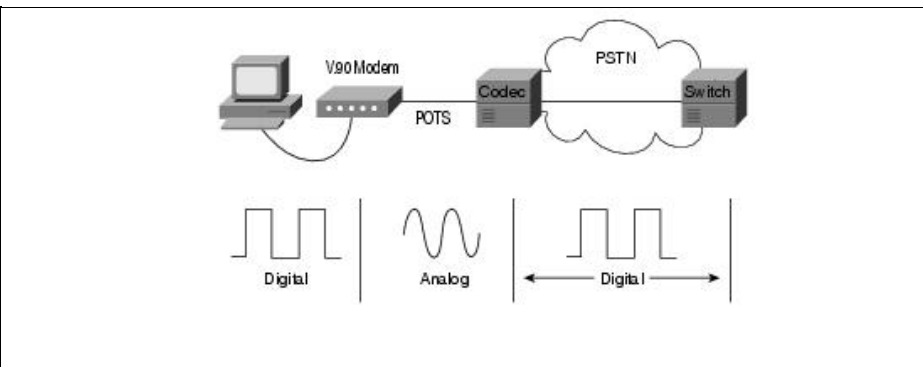 PSTN
V.90 Modem
Codec
Switch
POTS
Digital
Analog
Digital